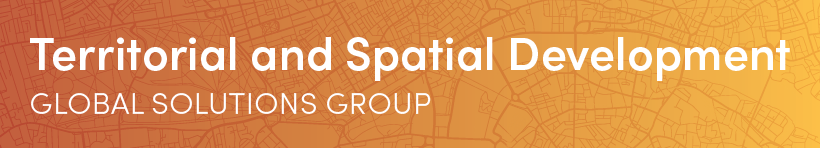 Territorial and Spatial Development
GLOBAL SOLUTIONS GROUP